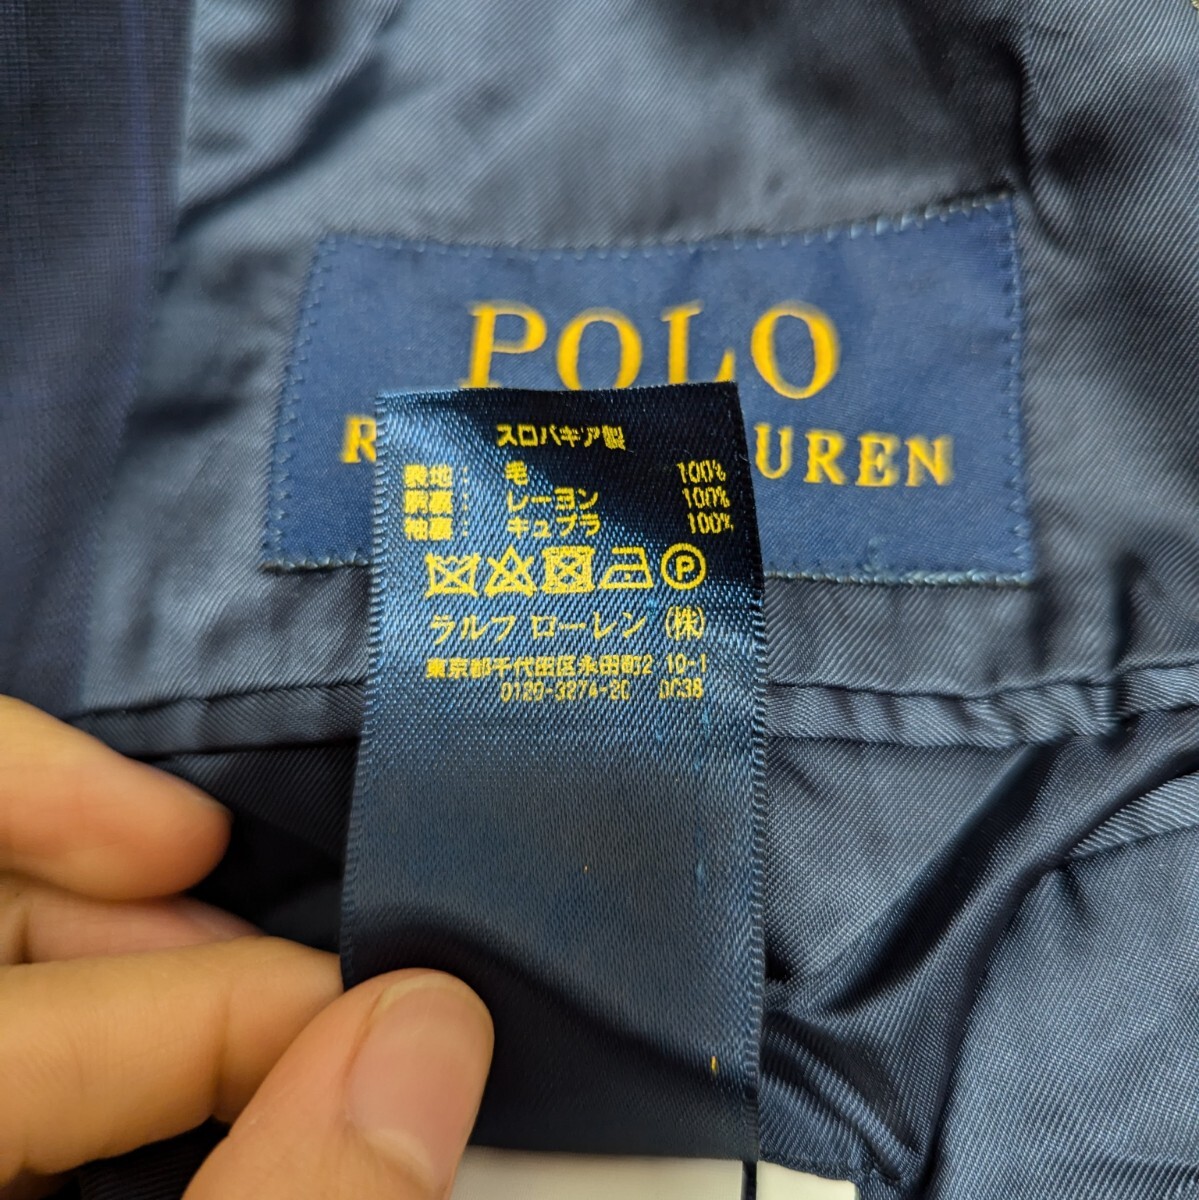 POLO
R UREN
スロバキア製
表地： 毛 100%
胴裏： レーヨン 100%
袖裏： キュプラ 100%
P
ラルフ ローレン (株)
東京都千代田区永田町2 10-1
0120-3274-20 DC38